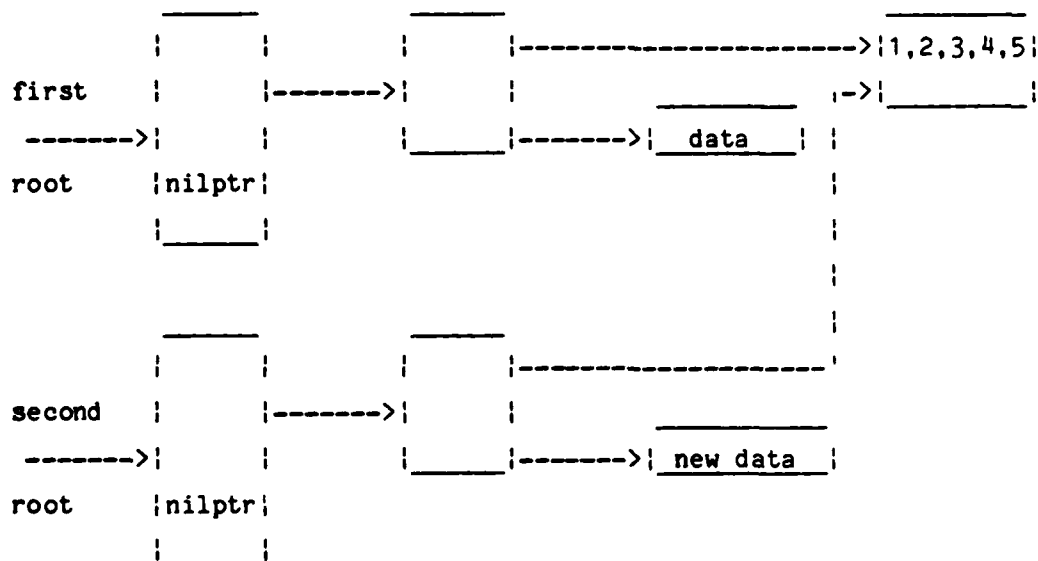 1,2,3,4,5
first
data
root nilptr
second
new data
root nilptr